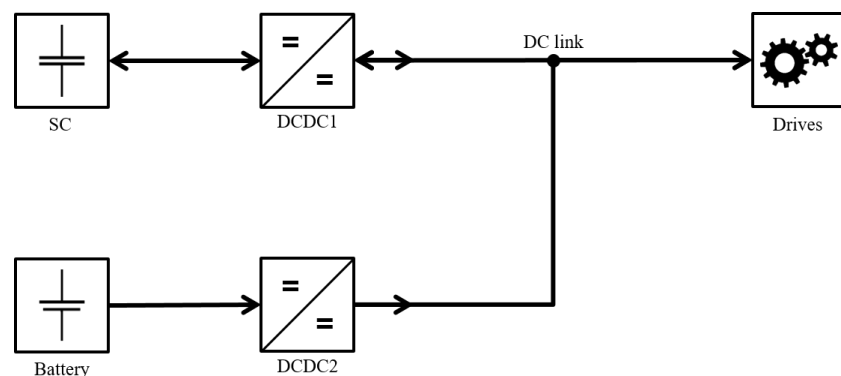 DC link
SC
DCDC1
Drives
Battery
DCDC2